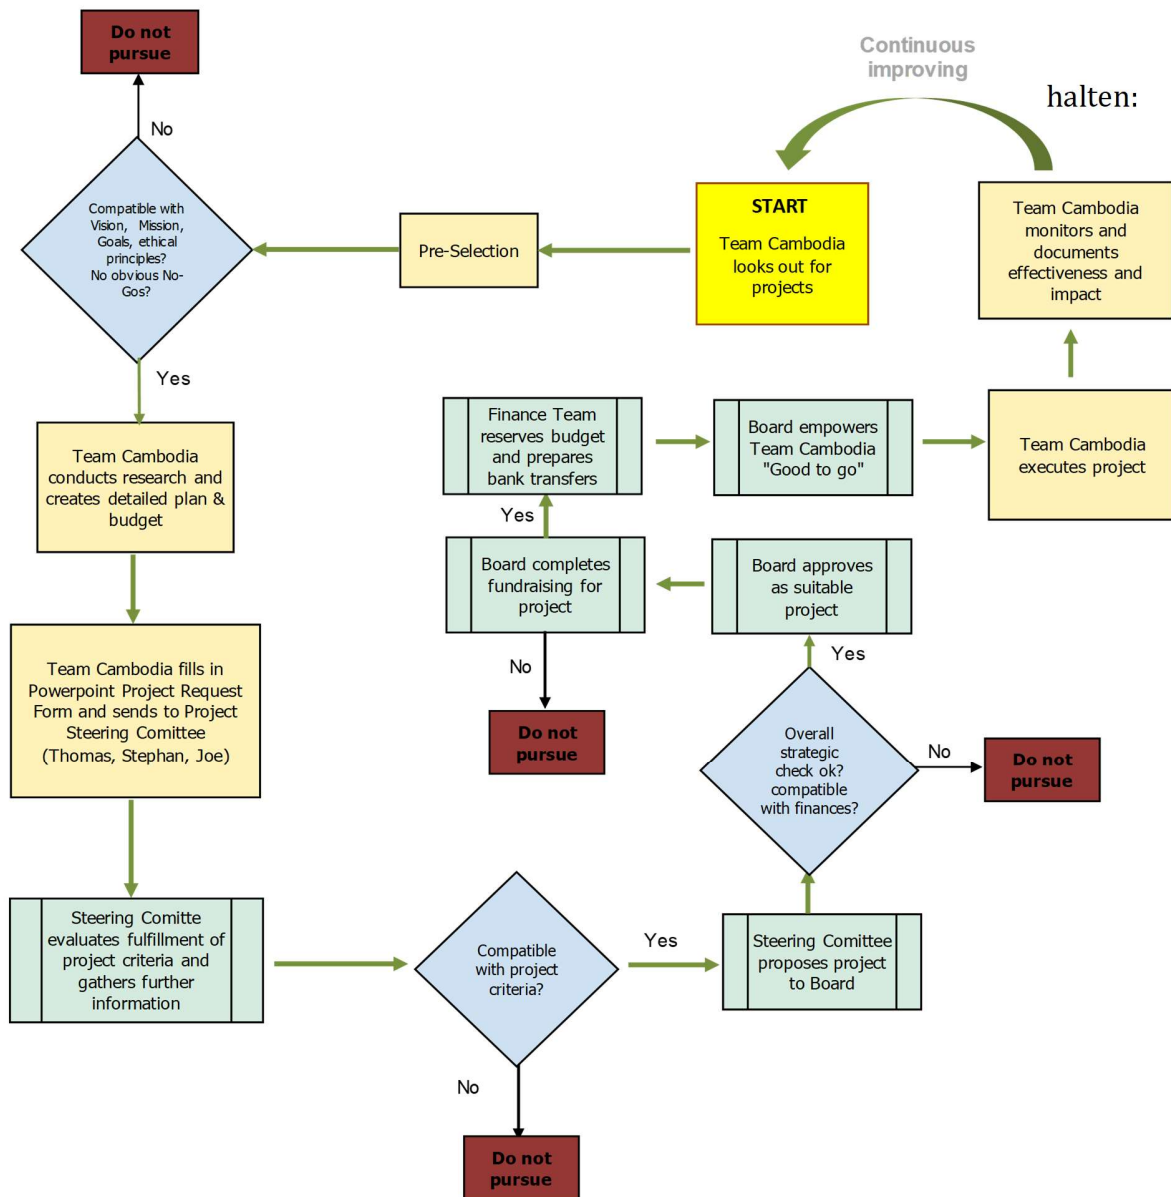 Do not
pursue
Continuous
improving
halten:
No
Compatible with
Vision, Mission,
Goals, ethical
principles?
No obvious No-
Gos?
Pre-Selection
START
Team Cambodia
looks out for
projects
Team Cambodia
monitors and
documents
effectiveness and
impact
Yes
Team Cambodia
conducts research and
creates detailed plan &
budget
Finance Team
reserves budget
and prepares
bank transfers
Board empowers
Team Cambodia
"Good to go"
Team Cambodia
executes project
Yes
Board completes
fundraising for
project
Board approves
as suitable
project
No
Yes
Team Cambodia fills in
Powerpoint Project Request
Form and sends to Project
Steering Comittee
(Thomas, Stephan, Joe)
Do not
pursue
Overall
strategic
check ok?
compatible
with finances?
No
Do not
pursue
Steering Comitte
evaluates fulfillment of
project criteria and
gathers further
information
Compatible
with project
criteria?
Yes
Steering Comittee
proposes project
to Board
No
Do not
pursue